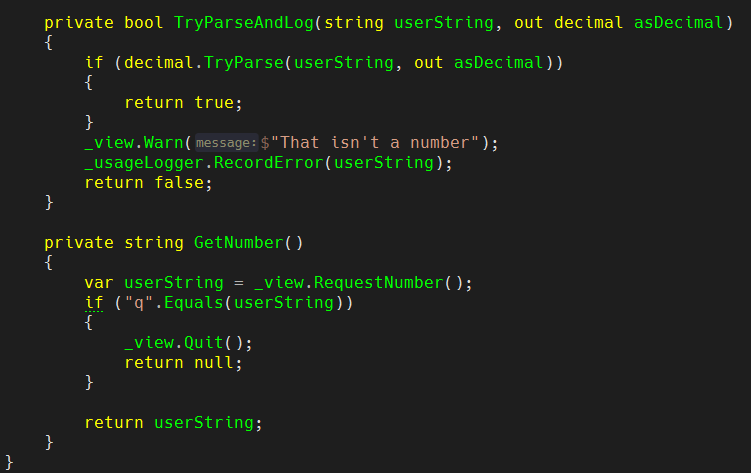 private bool TryParseAndLog(string userString, out decimal asDecimal)
{
if (decimal.TryParse(userString, out asDecimal))
{
return true;
}
_view.Warn(message:$"That isn't a number");
_usageLogger.RecordError(userString);
return false;
}
private string GetNumber()
{
var userString = _view.RequestNumber();
if ("q".Equals(userString))
{
_view.Quit();
return null;
}
return userString;
}
}